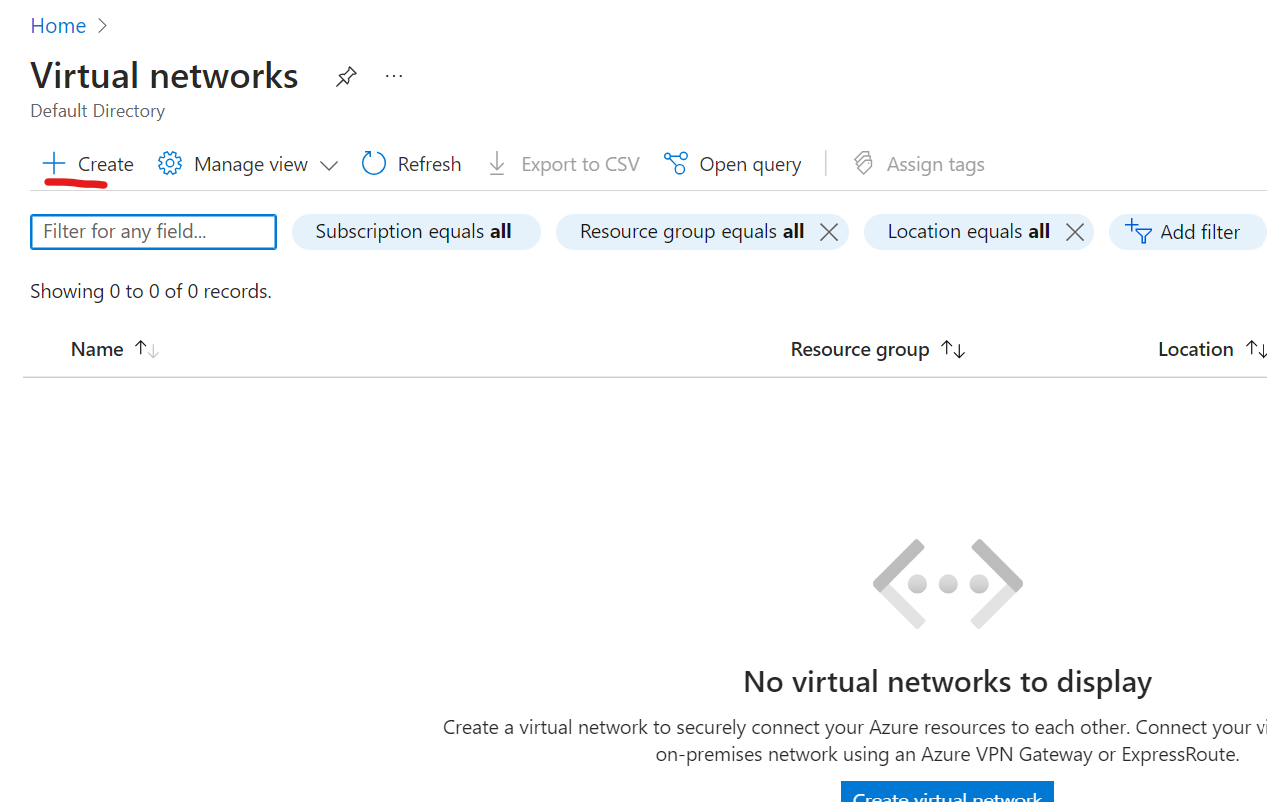 Home
Virtual networks
Default Directory
Create Manage view Refresh Export to CSV Open query Assign tags
Filter for any field... Subscription equals all Resource group equals all Location equals all Add filter
Showing 0 to 0 of 0 records.
Name Resource group Location
No virtual networks to display
Create a virtual network to securely connect your Azure resources to each other. Connect your
on-premises network using an Azure VPN Gateway or ExpressRoute.
Create virtual network